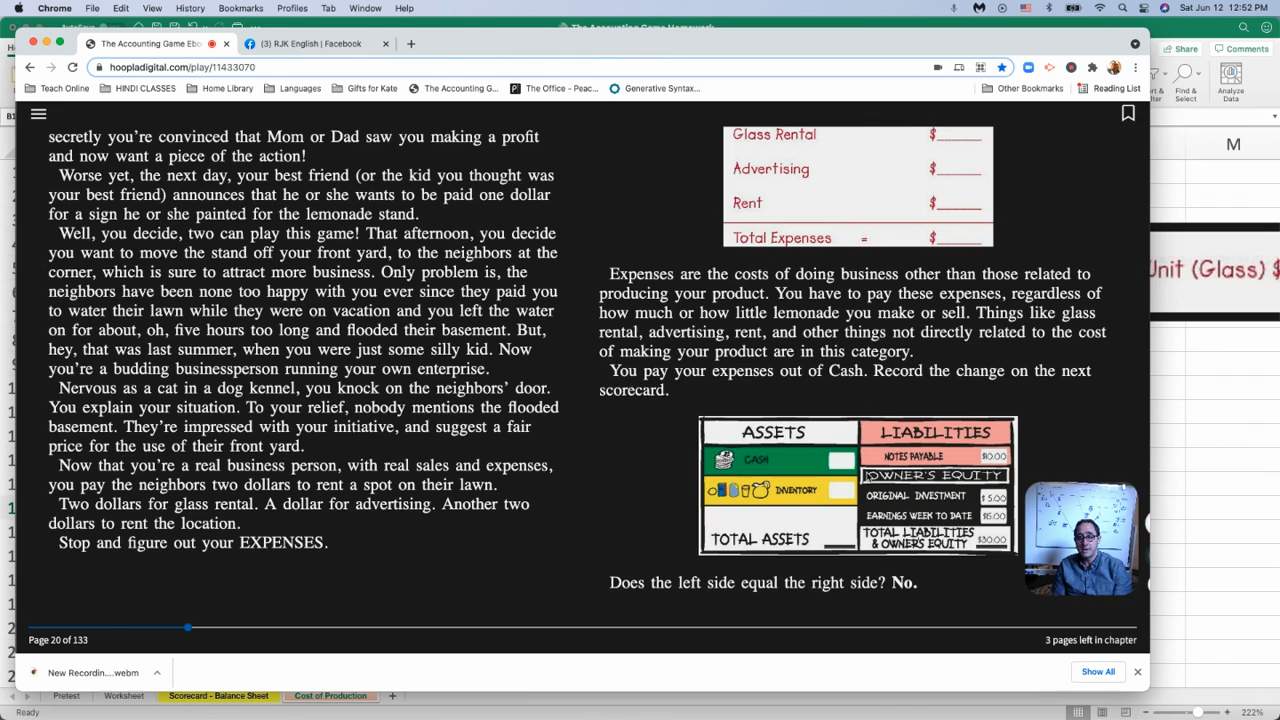 Chrome File Edit View History Bookmarks Profiles Tab Window Help Sat Jun 12 12:52 PM
The Accounting Game Homework
The Accounting Game Ebo (3) RJK English | Facebook
Share Comments
hoopladigital.com/play/11433070
Teach Online HINDI CLASSES Home Library Languages Gifts for Kate The Accounting G... The Office - Peac... Generative Syntax... Other Bookmarks Reading List
Find & Select Analyze Data
M
Unit (Glass) $
secretly you're convinced that Mom or Dad saw you making a profit
and now want a piece of the action!
Worse yet, the next day, your best friend (or the kid you thought was
your best friend) announces that he or she wants to be paid one dollar
for a sign he or she painted for the lemonade stand.
Well, you decide, two can play this game! That afternoon, you decide
you want to move the stand off your front yard, to the neighbors at the
corner, which is sure to attract more business. Only problem is, the
neighbors have been none too happy with you ever since they paid you
to water their lawn while they were on vacation and you left the water
on for about, oh, five hours too long and flooded their basement. But,
hey, that was last summer, when you were just some silly kid. Now
you're a budding businessperson running your own enterprise.
Nervous as a cat in a dog kennel, you knock on the neighbors' door.
You explain your situation. To your relief, nobody mentions the flooded
basement. They're impressed with your initiative, and suggest a fair
price for the use of their front yard.
Now that you're a real business person, with real sales and expenses,
you pay the neighbors two dollars to rent a spot on their lawn.
Two dollars for glass rental. A dollar for advertising. Another two
dollars to rent the location.
Stop and figure out your EXPENSES.
Glass Rental $______
Advertising $______
Rent $______
Total Expenses = $______
Expenses are the costs of doing business other than those related to
producing your product. You have to pay these expenses, regardless of
how much or how little lemonade you make or sell. Things like glass
rental, advertising, rent, and other things not directly related to the cost
of making your product are in this category.
You pay your expenses out of Cash. Record the change on the next
scorecard.
ASSETS
CASH
INVENTORY
TOTAL ASSETS
LIABILITIES
NOTES PAYABLE $10.00
OWNER'S EQUITY
ORIGINAL INVESTMENT $5.00
EARNINGS WEEK TO DATE $15.00
TOTAL LIABILITIES
& OWNER'S EQUITY $30.00
Does the left side equal the right side? No.
Page 20 of 133 3 pages left in chapter
New Recordin....webm Show All
Pretest Worksheet Scorecard - Balance Sheet Cost of Production
Ready 222%